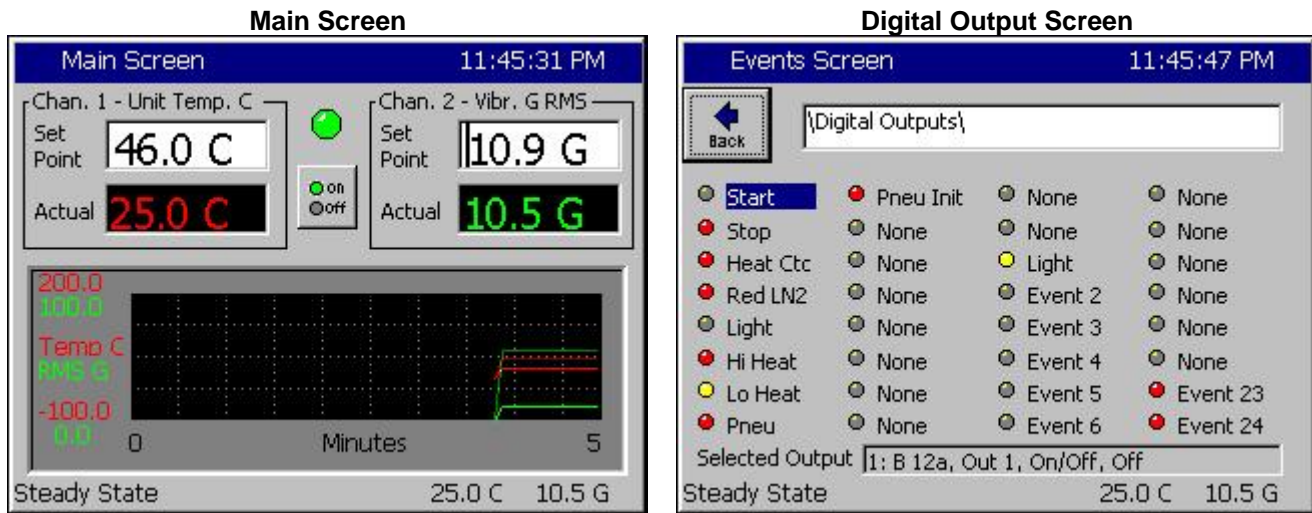 Main Screen
Main Screen 11:45:31 PM
Chan. 1 - Unit Temp. C
Set Point 46.0 C
Actual 25.0 C
on
off
Chan. 2 - Vibr. G RMS
Set Point 10.9 G
Actual 10.5 G
200.0
100.0
Temp C
RMS G
-100.0
0.0
0 Minutes 5
Steady State 25.0 C 10.5 G
Digital Output Screen
Events Screen 11:45:47 PM
Back
\Digital Outputs\
Start Pneu Init None None
Stop None None None
Heat Ctc None Light None
Red LN2 None Event 2 None
Light None Event 3 None
Hi Heat None Event 4 None
Lo Heat None Event 5 Event 23
Pneu None Event 6 Event 24
Selected Output 1: B 12a, Out 1, On/Off, Off
Steady State 25.0 C 10.5 G